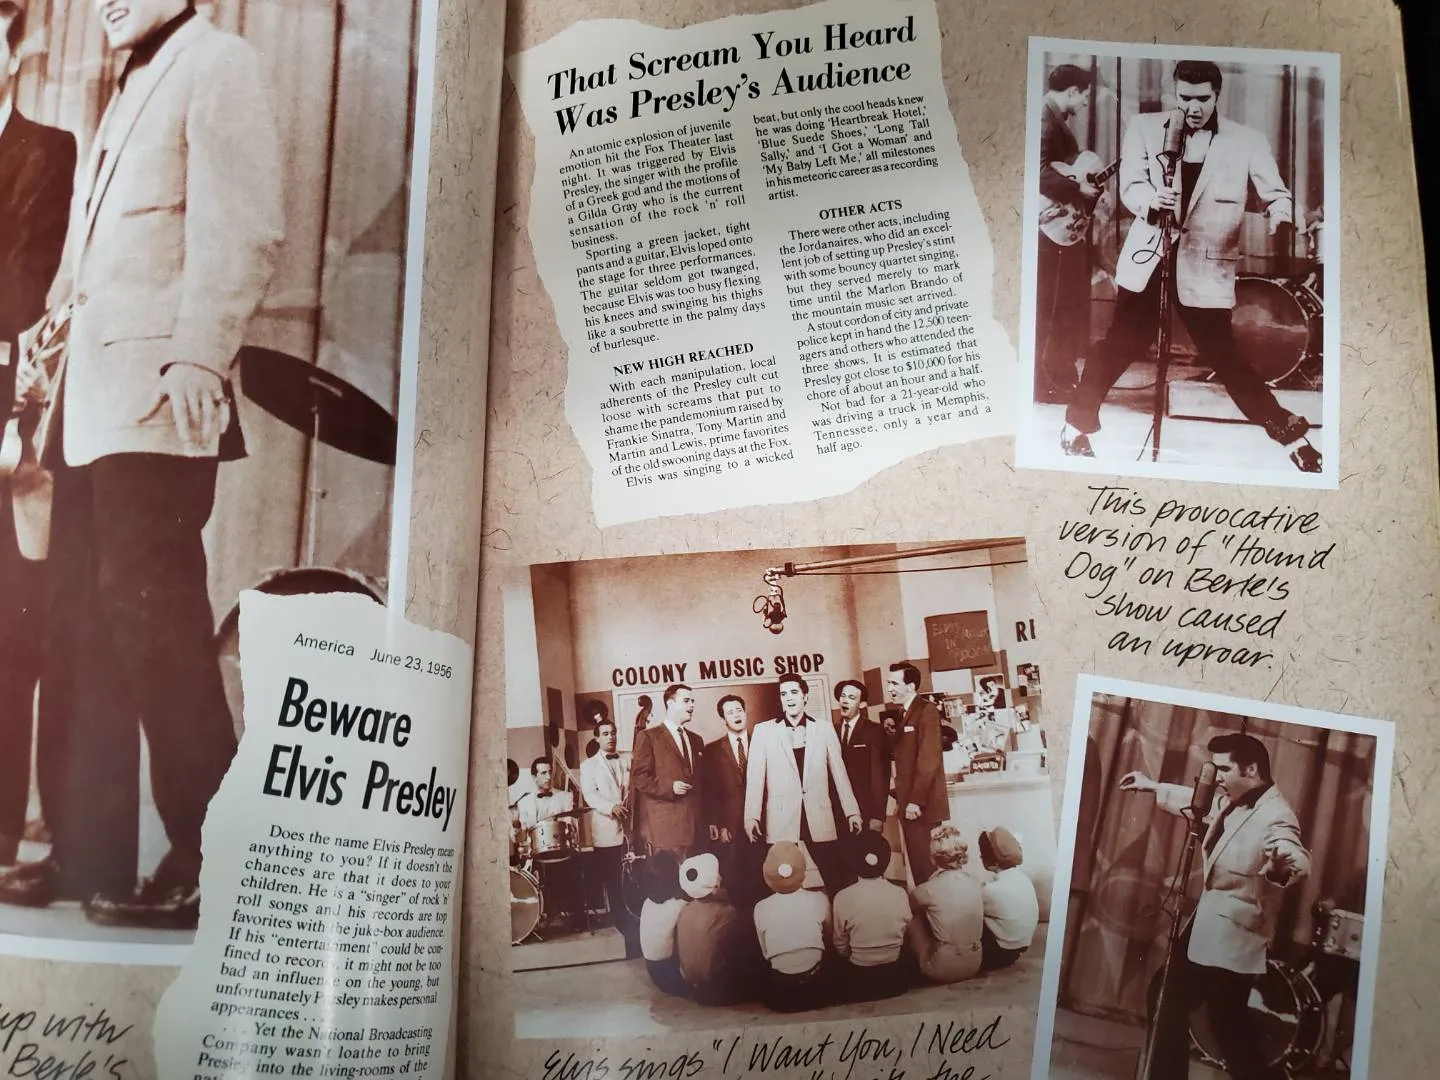 America June 23, 1956
Beware
Elvis Presley
Does the name Elvis Presley mean
anything to you? If it doesn't the
chances are that it does to your
children. He is a "singer" of rock 'n'
roll songs and his records are top
favorites with the juke-box audience.
If his "entertainment" could be con-
fined to records, it might not be too
bad an influence on the young, but
unfortunately Presley makes personal
appearances . . .
. . . Yet the National Broadcasting
Company wasn't loathe to bring
Presley into the living-rooms of the
up with
Berle's
That Scream You Heard
Was Presley's Audience
An atomic explosion of juvenile
emotion hit the Fox Theater last
night. It was triggered by Elvis
Presley, the singer with the profile
of a Greek god and the motions of
a Gilda Gray who is the current
sensation of the rock 'n' roll
business.
Sporting a green jacket, tight
pants and a guitar, Elvis loped onto
the stage for three performances.
The guitar seldom got twanged,
because Elvis was too busy flexing
his knees and swinging his thighs
like a soubrette in the palmy days
of burlesque.
NEW HIGH REACHED
With each manipulation, local
adherents of the Presley cult cut
loose with screams that put to
shame the pandemonium raised by
Frankie Sinatra, Tony Martin and
Martin and Lewis, prime favorites
of the old swooning days at the Fox.
Elvis was singing to a wicked
beat, but only the cool heads knew
he was doing 'Heartbreak Hotel,'
'Blue Suede Shoes,' 'Long Tall
Sally,' and 'I Got a Woman' and
'My Baby Left Me,' all milestones
in his meteoric career as a recording
artist.
OTHER ACTS
There were other acts, including
the Jordanaires, who did an excel-
lent job of setting up Presley's stint
with some bouncy quartet singing,
but they served merely to mark
time until the Marlon Brando of
the mountain music set arrived.
A stout cordon of city and private
police kept in hand the 12,500 teen-
agers and others who attended the
three shows. It is estimated that
Presley got close to $10,000 for his
chore of about an hour and a half.
Not bad for a 21-year-old who
was driving a truck in Memphis,
Tennessee, only a year and a
half ago.
This provocative
version of "Hound
Dog" on Berle's
show caused
an uproar.
COLONY MUSIC SHOP
ELVIS
IN
RE
Elvis sings "I Want You, I Need